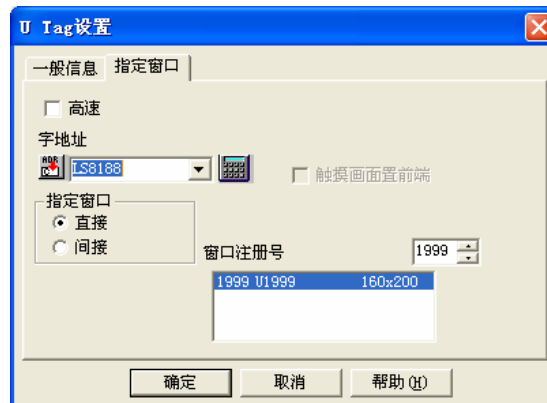 U Tag设置
一般信息 指定窗口
高速
字地址
ADR
LS8188
触摸画面置前端
指定窗口
直接
间接
窗口注册号 1999
1999 U1999 160x200
确定 取消 帮助(H)